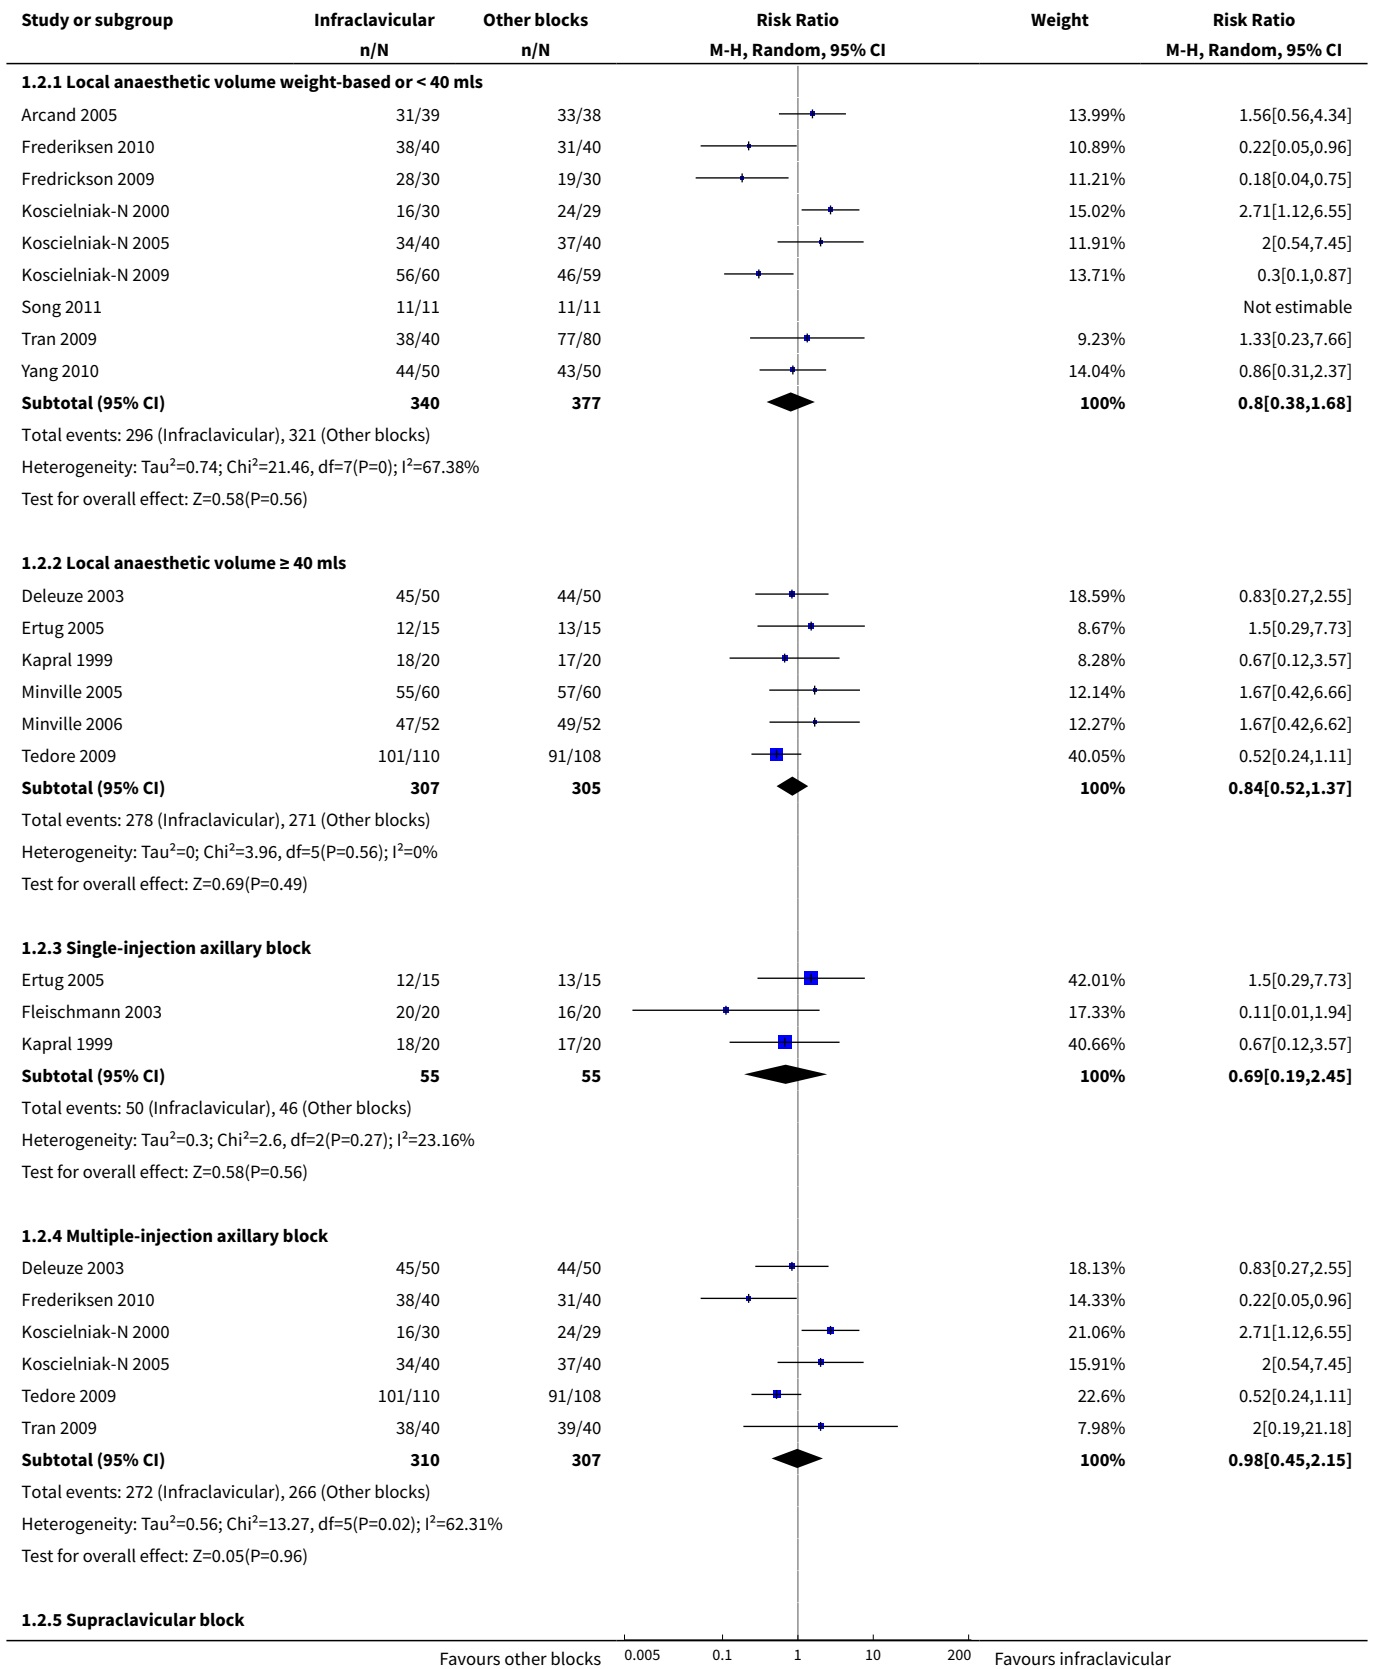 Study or subgroup Infraclavicular Other blocks Risk Ratio Weight Risk Ratio
n/N n/N M-H, Random, 95% CI M-H, Random, 95% CI
1.2.1 Local anaesthetic volume weight-based or < 40 mls
Arcand 2005 31/39 33/38 13.99% 1.56[0.56,4.34]
Frederiksen 2010 38/40 31/40 10.89% 0.22[0.05,0.96]
Fredrickson 2009 28/30 19/30 11.21% 0.18[0.04,0.75]
Koscielniak-N 2000 16/30 24/29 15.02% 2.71[1.12,6.55]
Koscielniak-N 2005 34/40 37/40 11.91% 2[0.54,7.45]
Koscielniak-N 2009 56/60 46/59 13.71% 0.3[0.1,0.87]
Song 2011 11/11 11/11 Not estimable
Tran 2009 38/40 77/80 9.23% 1.33[0.23,7.66]
Yang 2010 44/50 43/50 14.04% 0.86[0.31,2.37]
Subtotal (95% CI) 340 377 100% 0.8[0.38,1.68]
Total events: 296 (Infraclavicular), 321 (Other blocks)
Heterogeneity: Tau²=0.74; Chi²=21.46, df=7(P=0); I²=67.38%
Test for overall effect: Z=0.58(P=0.56)
1.2.2 Local anaesthetic volume ≥ 40 mls
Deleuze 2003 45/50 44/50 18.59% 0.83[0.27,2.55]
Ertug 2005 12/15 13/15 8.67% 1.5[0.29,7.73]
Kapral 1999 18/20 17/20 8.28% 0.67[0.12,3.57]
Minville 2005 55/60 57/60 12.14% 1.67[0.42,6.66]
Minville 2006 47/52 49/52 12.27% 1.67[0.42,6.62]
Tedore 2009 101/110 91/108 40.05% 0.52[0.24,1.11]
Subtotal (95% CI) 307 305 100% 0.84[0.52,1.37]
Total events: 278 (Infraclavicular), 271 (Other blocks)
Heterogeneity: Tau²=0; Chi²=3.96, df=5(P=0.56); I²=0%
Test for overall effect: Z=0.69(P=0.49)
1.2.3 Single-injection axillary block
Ertug 2005 12/15 13/15 42.01% 1.5[0.29,7.73]
Fleischmann 2003 20/20 16/20 17.33% 0.11[0.01,1.94]
Kapral 1999 18/20 17/20 40.66% 0.67[0.12,3.57]
Subtotal (95% CI) 55 55 100% 0.69[0.19,2.45]
Total events: 50 (Infraclavicular), 46 (Other blocks)
Heterogeneity: Tau²=0.3; Chi²=2.6, df=2(P=0.27); I²=23.16%
Test for overall effect: Z=0.58(P=0.56)
1.2.4 Multiple-injection axillary block
Deleuze 2003 45/50 44/50 18.13% 0.83[0.27,2.55]
Frederiksen 2010 38/40 31/40 14.33% 0.22[0.05,0.96]
Koscielniak-N 2000 16/30 24/29 21.06% 2.71[1.12,6.55]
Koscielniak-N 2005 34/40 37/40 15.91% 2[0.54,7.45]
Tedore 2009 101/110 91/108 22.6% 0.52[0.24,1.11]
Tran 2009 38/40 39/40 7.98% 2[0.19,21.18]
Subtotal (95% CI) 310 307 100% 0.98[0.45,2.15]
Total events: 272 (Infraclavicular), 266 (Other blocks)
Heterogeneity: Tau²=0.56; Chi²=13.27, df=5(P=0.02); I²=62.31%
Test for overall effect: Z=0.05(P=0.96)
1.2.5 Supraclavicular block
Favours other blocks 0.005 0.1 1 10 200 Favours infraclavicular